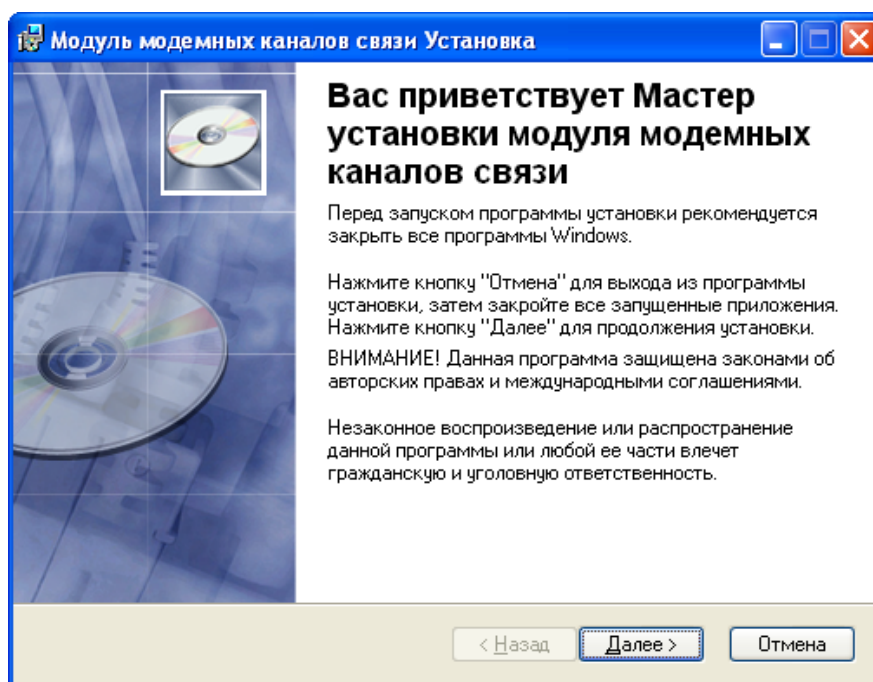 Модуль модемных каналов связи Установка
Вас приветствует Мастер
установки модуля модемных
каналов связи
Перед запуском программы установки рекомендуется
закрыть все программы Windows.
Нажмите кнопку "Отмена" для выхода из программы
установки, затем закройте все запущенные приложения.
Нажмите кнопку "Далее" для продолжения установки.
ВНИМАНИЕ! Данная программа защищена законами об
авторских правах и международными соглашениями.
Незаконное воспроизведение или распространение
данной программы или любой ее части влечет
гражданскую и уголовную ответственность.
< Назад
Далее >
Отмена